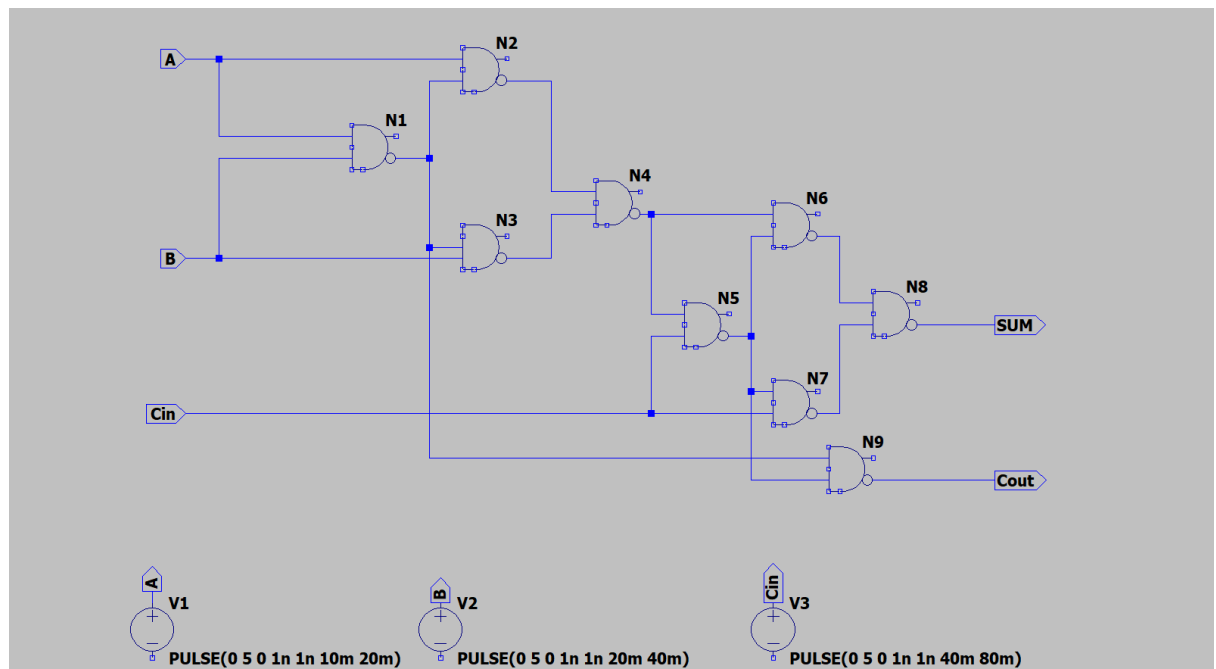 N2
A
N1
N4
N6
N3
B
N5
N8
SUM
N7
Cin
N9
Cout
A
B
Cin
V1
V2
V3
PULSE(0 5 0 1n 1n 10m 20m)
PULSE(0 5 0 1n 1n 20m 40m)
PULSE(0 5 0 1n 1n 40m 80m)